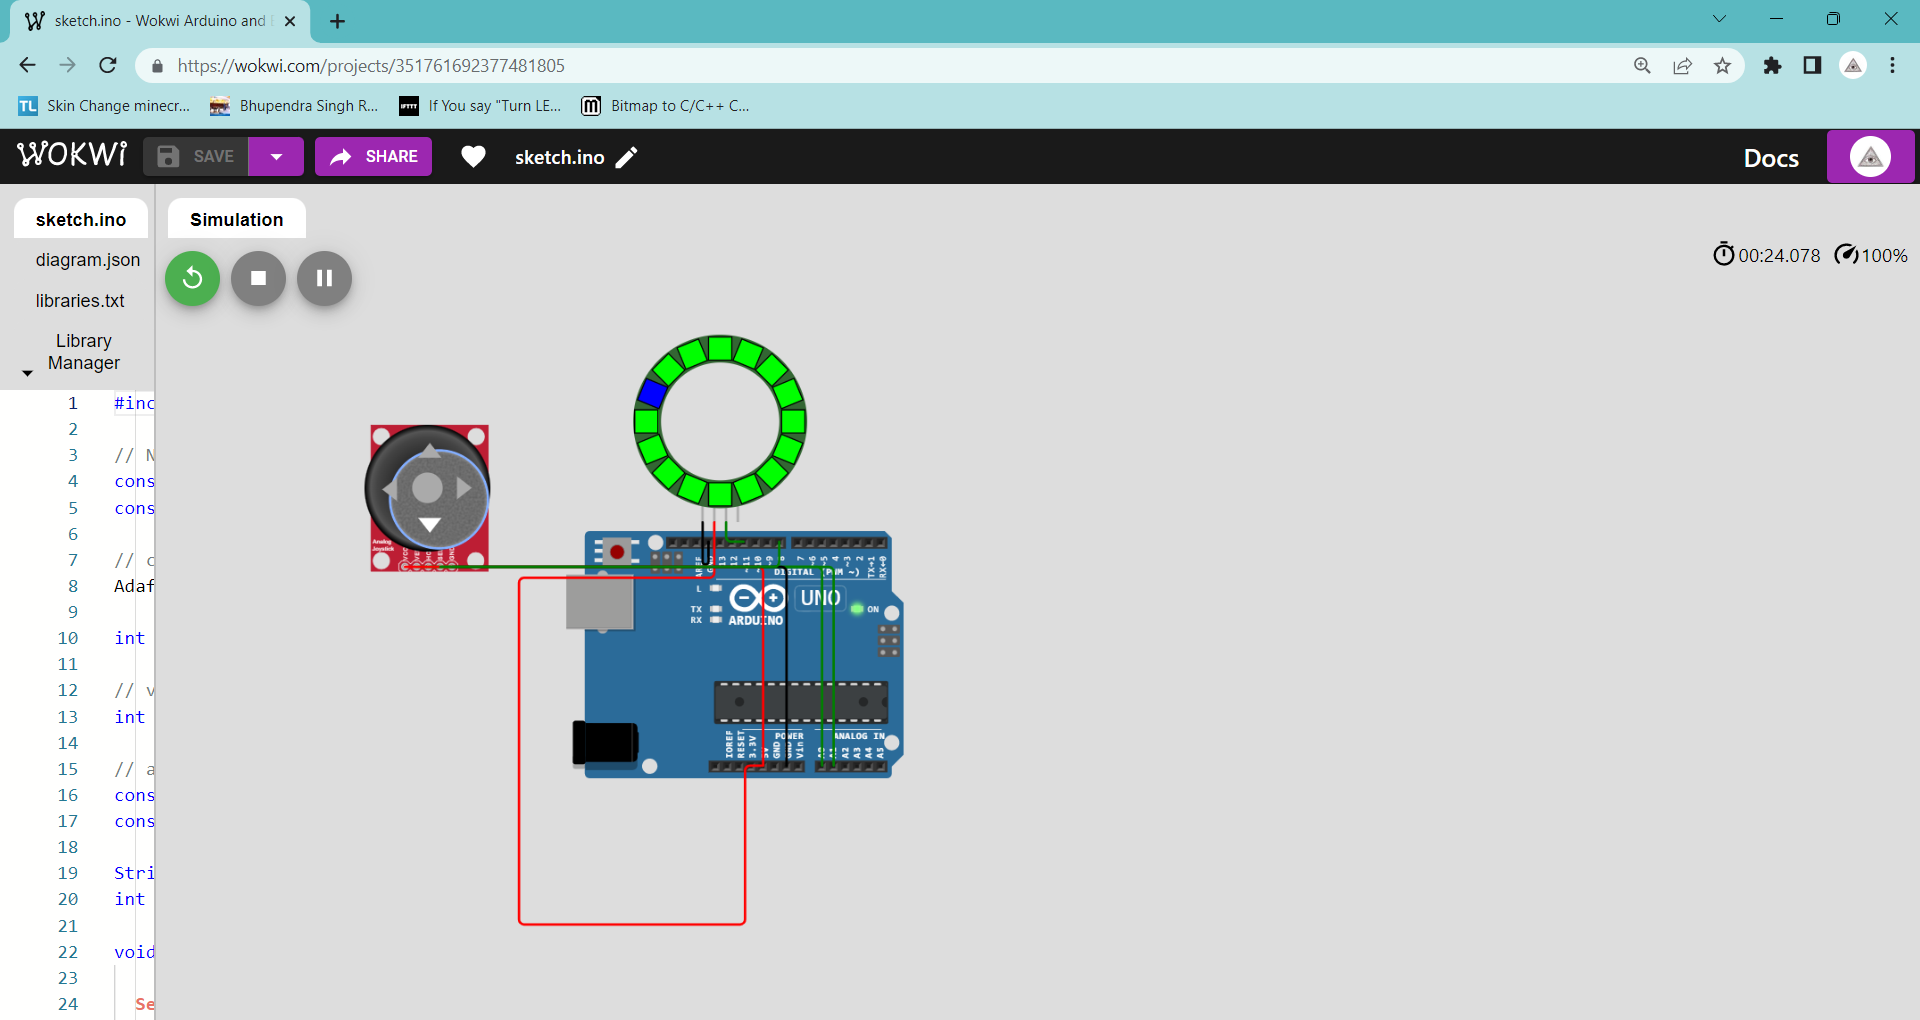 sketch.ino - Wokwi Arduino and
https://wokwi.com/projects/351761692377481805
TL Skin Change minecr... Bhupendra Singh R... IFTTT If You say "Turn LE... m Bitmap to C/C++ C...
WOKWI SAVE SHARE sketch.ino Docs
sketch.ino
diagram.json
libraries.txt
Library
Manager
Simulation
00:24.078 100%
1 #inc
2
3 // N
4 cons
5 cons
6
7 // c
8 Adaf
9
10 int
11
12 // v
13 int
14
15 // a
16 cons
17 cons
18
19 Stri
20 int
21
22 void
23
24 Se
Analog
Joystick
AREF GND 13 12 ~11 ~10 ~9 8 7 ~6 ~5 4 ~3 2 TX→1 RX←0
DIGITAL (PWM ~)
L
TX
RX
UNO
ON
ARDUINO
POWER
ANALOG IN
IOREF RESET 3.3V 5V GND GND Vin A0 A1 A2 A3 A4 A5